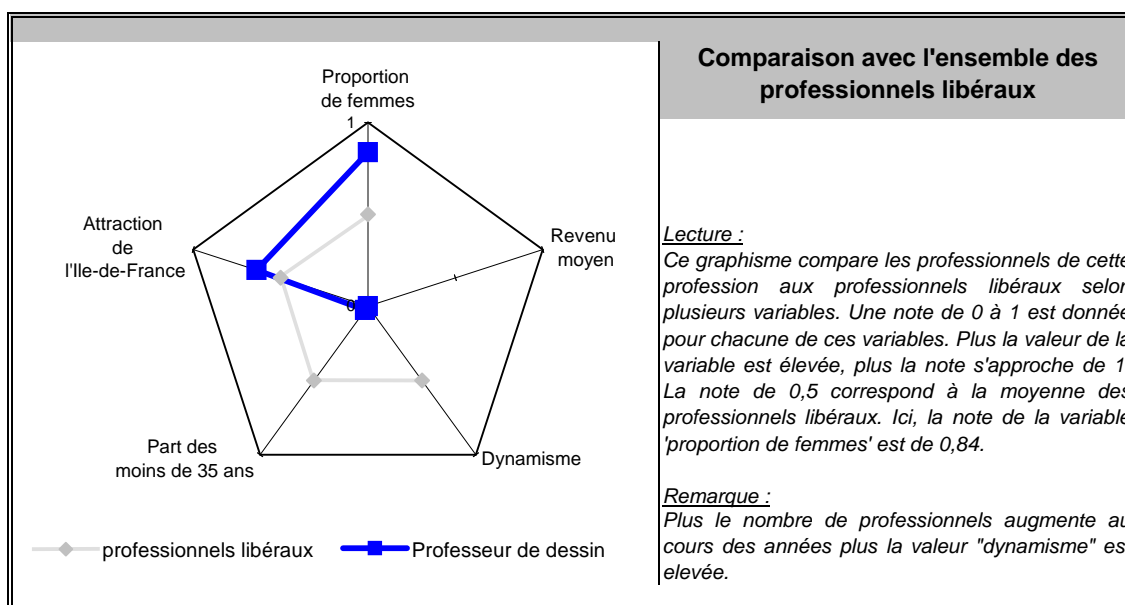 Comparaison avec l'ensemble des
professionnels libéraux
Proportion
de femmes
1
Attraction
de
l'Ile-de-France
Revenu
moyen
0
Part des
moins de 35 ans
Dynamisme
professionnels libéraux
Professeur de dessin
Lecture :
Ce graphisme compare les professionnels de cette
profession aux professionnels libéraux selon
plusieurs variables. Une note de 0 à 1 est donnée
pour chacune de ces variables. Plus la valeur de la
variable est élevée, plus la note s'approche de 1
La note de 0,5 correspond à la moyenne des
professionnels libéraux. Ici, la note de la variable
'proportion de femmes' est de 0,84.
Remarque :
Plus le nombre de professionnels augmente au
cours des années plus la valeur "dynamisme" es
elevée.